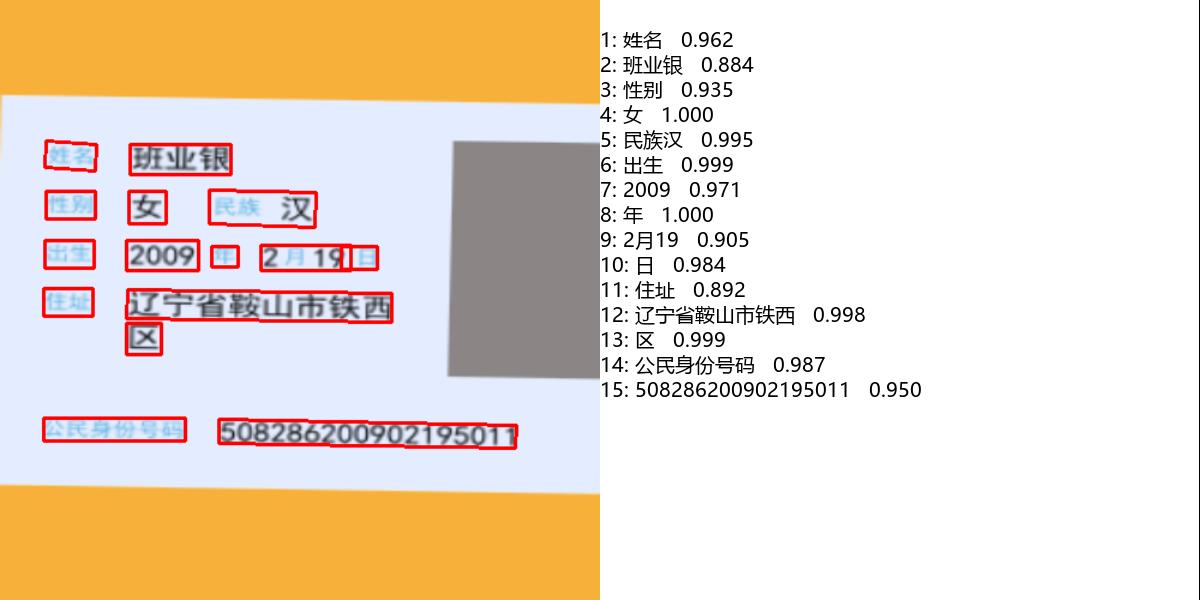 姓名 班业银
性别 女 民族 汉
出生 2009 年 2 月 19 日
住址 辽宁省鞍山市铁西
区
公民身份号码 508286200902195011
1: 姓名 0.962
2: 班业银 0.884
3: 性别 0.935
4: 女 1.000
5: 民族汉 0.995
6: 出生 0.999
7: 2009 0.971
8: 年 1.000
9: 2月19 0.905
10: 日 0.984
11: 住址 0.892
12: 辽宁省鞍山市铁西 0.998
13: 区 0.999
14: 公民身份号码 0.987
15: 508286200902195011 0.950